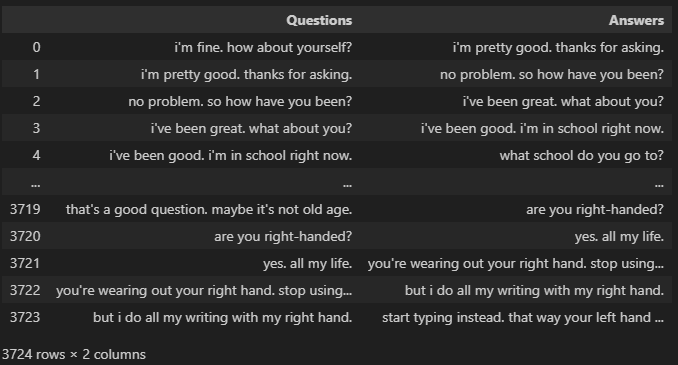 Questions Answers
0 i'm fine. how about yourself? i'm pretty good. thanks for asking.
1 i'm pretty good. thanks for asking. no problem. so how have you been?
2 no problem. so how have you been? i've been great. what about you?
3 i've been great. what about you? i've been good. i'm in school right now.
4 i've been good. i'm in school right now. what school do you go to?
... ... ...
3719 that's a good question. maybe it's not old age. are you right-handed?
3720 are you right-handed? yes. all my life.
3721 yes. all my life. you're wearing out your right hand. stop using...
3722 you're wearing out your right hand. stop using... but i do all my writing with my right hand.
3723 but i do all my writing with my right hand. start typing instead. that way your left hand ...
3724 rows × 2 columns